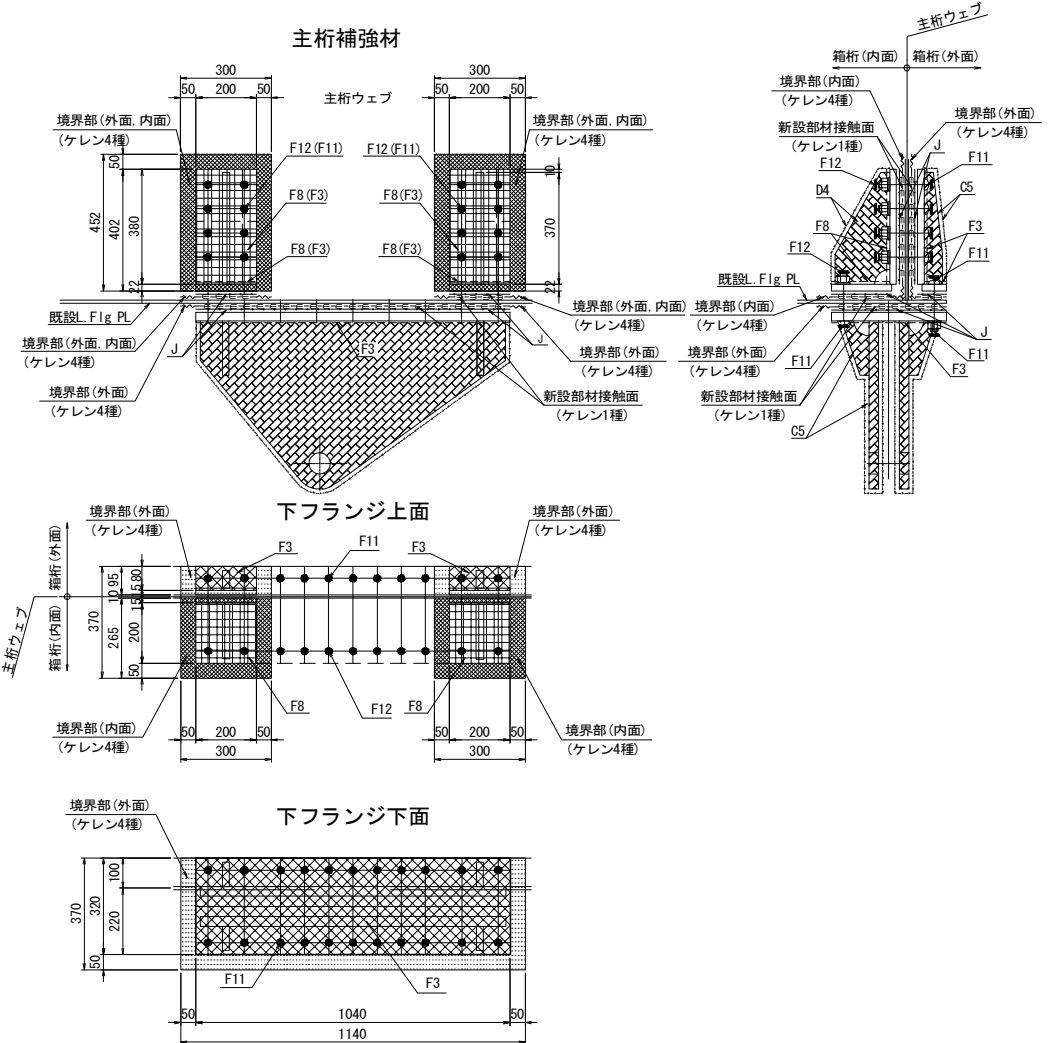 主桁補強材
300
50
200
50
主桁ウェブ
300
50
200
50
境界部(外面,内面)
(ケレン4種)
F12(F11)
F12(F11)
境界部(外面,内面)
(ケレン4種)
F8(F3)
F8(F3)
F8(F3)
F8(F3)
50
452
402
380
22
10
370
22
既設L.Flg PL
境界部(外面,内面)
(ケレン4種)
境界部(外面)
(ケレン4種)
J
F3
J
境界部(外面,内面)
(ケレン4種)
境界部(外面)
(ケレン4種)
新設部材接触面
(ケレン1種)
主桁ウェブ
箱桁(内面)
箱桁(外面)
境界部(内面)
(ケレン4種)
境界部(外面)
(ケレン4種)
新設部材接触面
(ケレン1種)
J
F12
F11
D4
C5
F8
F3
F12
F11
既設L.Flg PL
境界部(内面)
(ケレン4種)
境界部(外面)
(ケレン4種)
J
F11
F11
F3
新設部材接触面
(ケレン1種)
C5
下フランジ上面
境界部(外面)
(ケレン4種)
F3
F11
F3
境界部(外面)
(ケレン4種)
主桁ウェブ
箱桁(外面)
箱桁(内面)
370
10
95
265
80
15
15
200
50
F8
F12
F8
境界部(内面)
(ケレン4種)
境界部(内面)
(ケレン4種)
50
200
50
300
50
200
50
300
下フランジ下面
境界部(外面)
(ケレン4種)
370
320
50
100
220
F11
F3
50
1040
50
1140